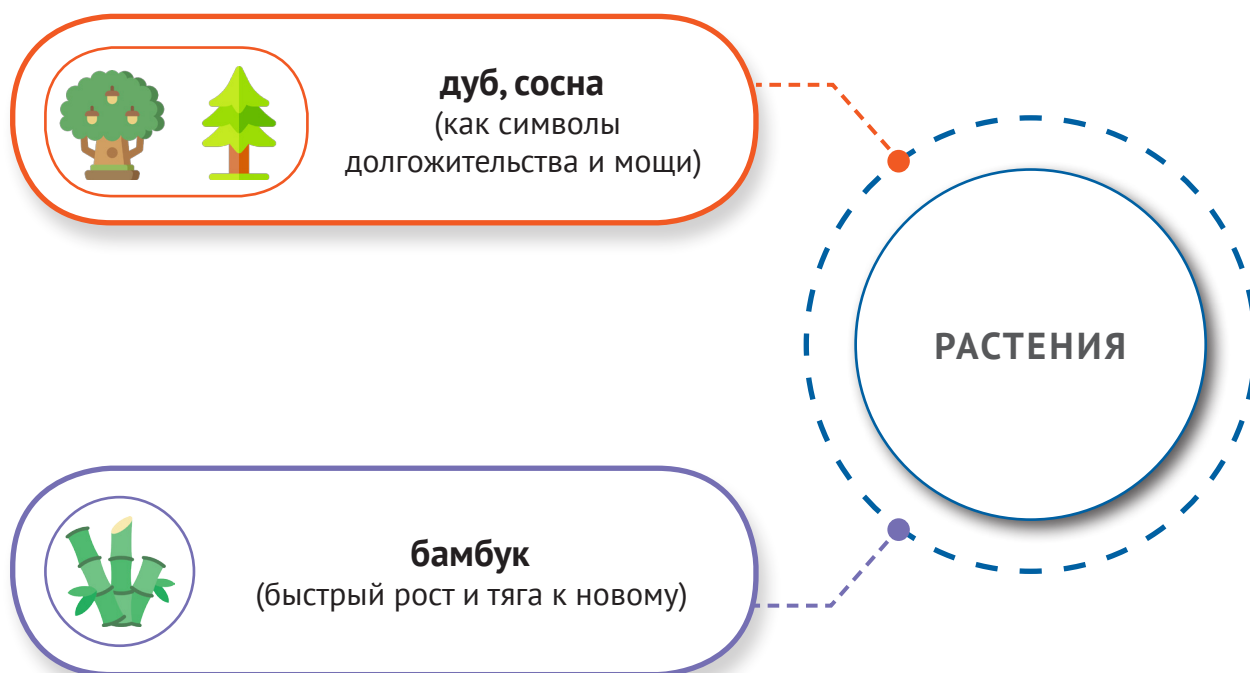 дуб, сосна
(как символы
долгожительства и мощи)
РАСТЕНИЯ
бамбук
(быстрый рост и тяга к новому)